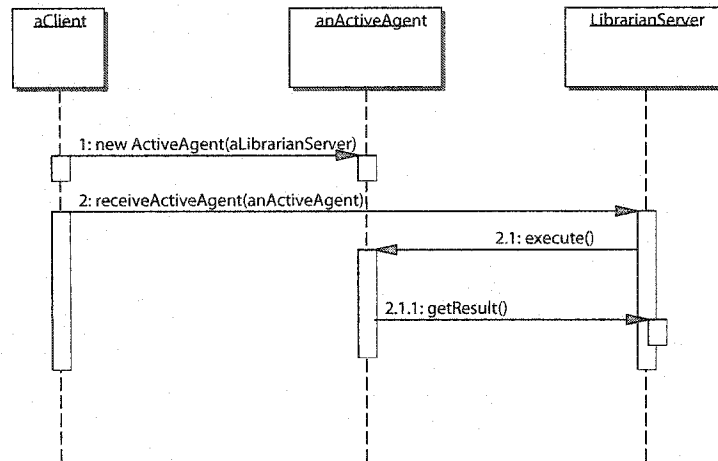 aClient
anActiveAgent
LibrarianServer
1: new ActiveAgent(aLibrarianServer)
2: receiveActiveAgent(anActiveAgent)
2.1: execute()
2.1.1: getResult()